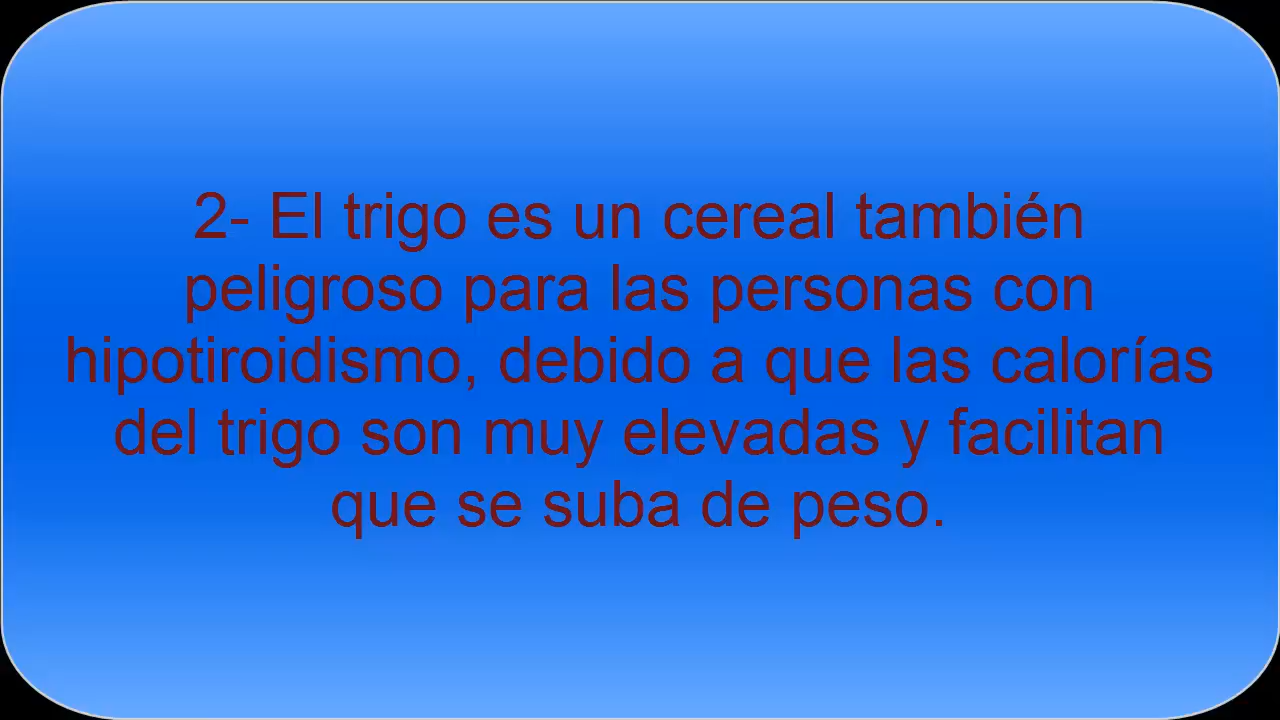 2- El trigo es un cereal también
peligroso para las personas con
hipotiroidismo, debido a que las calorías
del trigo son muy elevadas y facilitan
que se suba de peso.